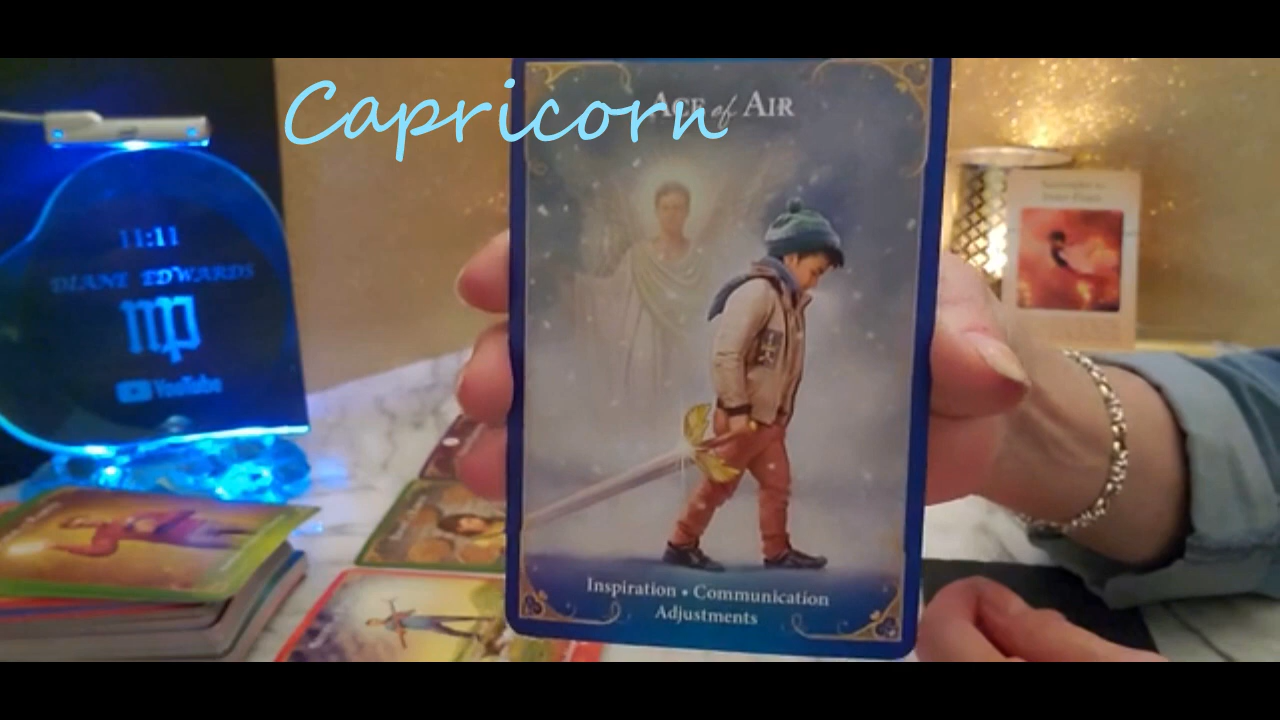 Capricorn
ACE of AIR
11:11
DIANE EDWARDS
YouTube
Inspiration • Communication
Adjustments